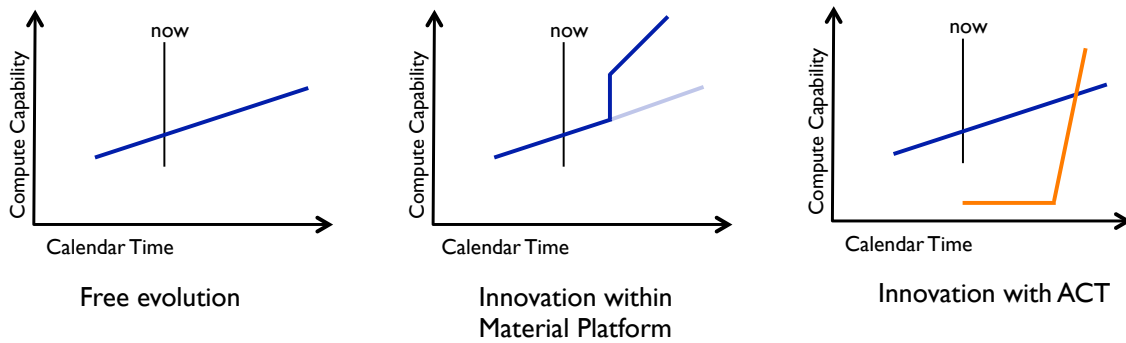 now
Compute Capability
Calendar Time
Free evolution
now
Compute Capability
Calendar Time
Innovation within
Material Platform
now
Compute Capability
Calendar Time
Innovation with ACT